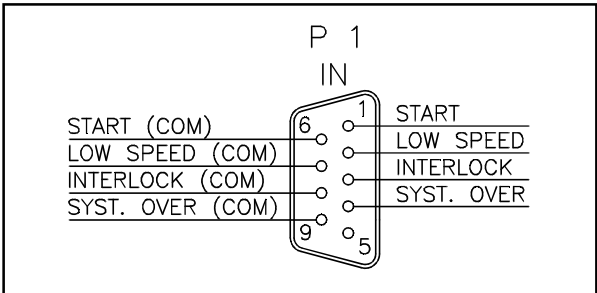 P 1
IN
6
1
START (COM)
START
LOW SPEED (COM)
LOW SPEED
INTERLOCK (COM)
INTERLOCK
SYST. OVER (COM)
SYST. OVER
9
5